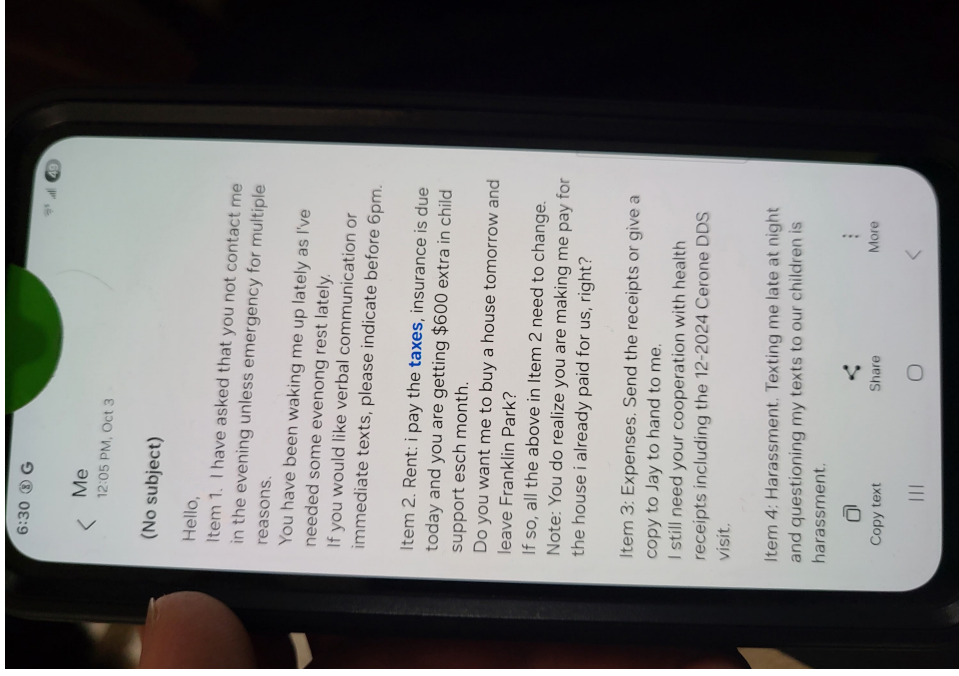 6:30 G
49
Me
12:05 PM, Oct 3
(No subject)
Hello,
Item 1. I have asked that you not contact me
in the evening unless emergency for multiple
reasons.
You have been waking me up lately as I've
needed some evenong rest lately.
If you would like verbal communication or
immediate texts, please indicate before 6pm.
Item 2. Rent: i pay the taxes, insurance is due
today and you are getting $600 extra in child
support esch month.
Do you want me to buy a house tomorrow and
leave Franklin Park?
If so, all the above in Item 2 need to change.
Note: You do realize you are making me pay for
the house i already paid for us, right?
Item 3: Expenses. Send the receipts or give a
copy to Jay to hand to me.
I still need your cooperation with health
receipts including the 12-2024 Cerone DDS
visit.
Item 4: Harassment. Texting me late at night
and questioning my texts to our children is
harassment.
Copy text
Share
More